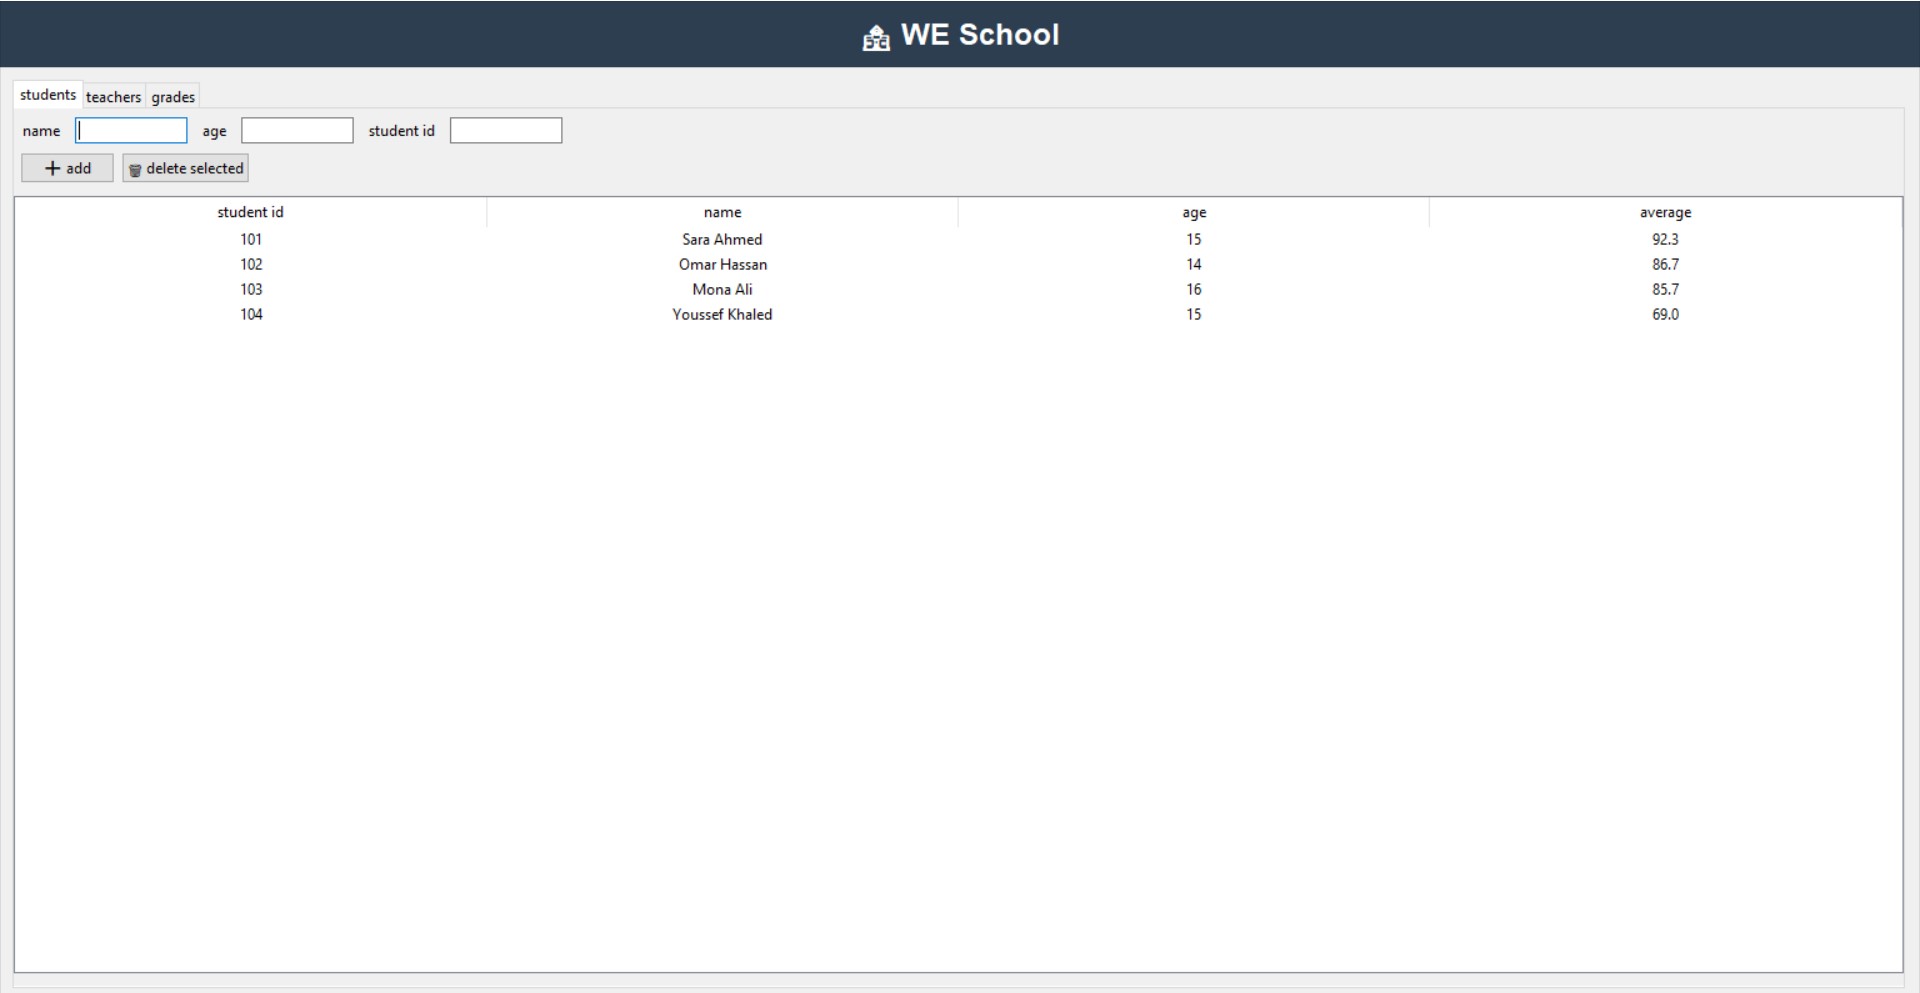 WE School
students teachers grades
name age student id
+ add delete selected
student id name age average
101 Sara Ahmed 15 92.3
102 Omar Hassan 14 86.7
103 Mona Ali 16 85.7
104 Youssef Khaled 15 69.0